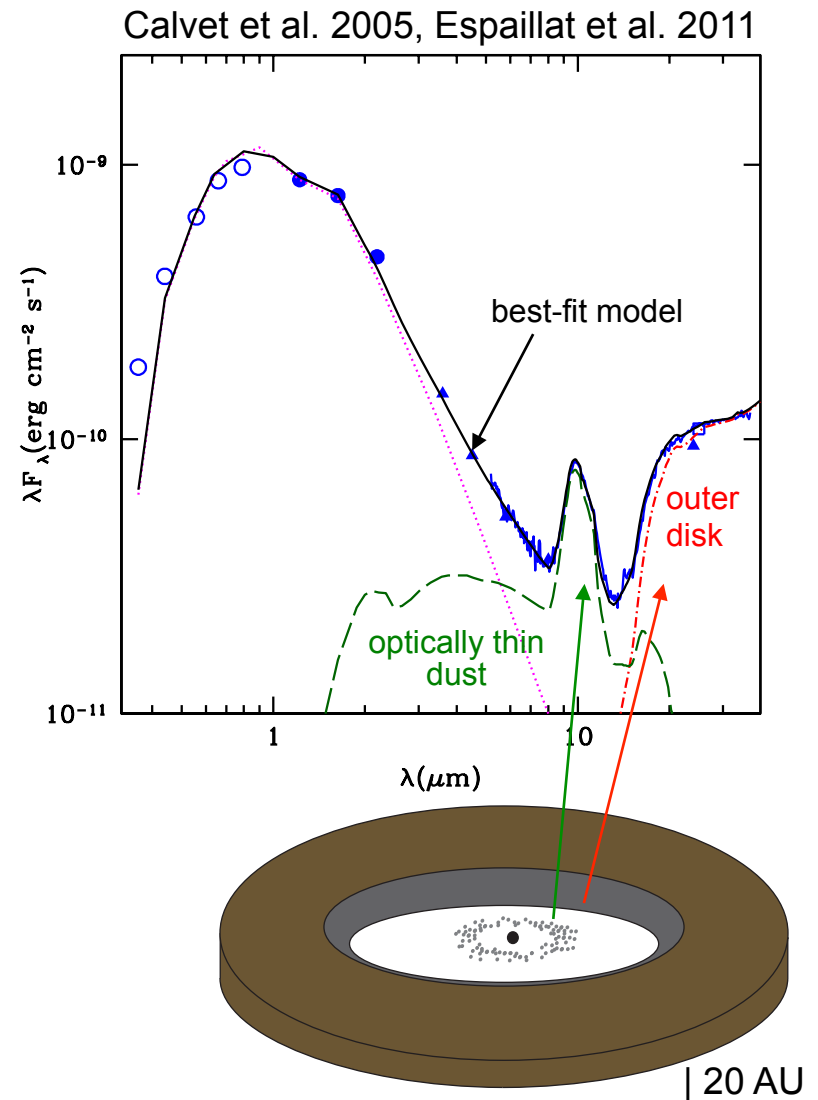 Calvet et al. 2005, Espaillat et al. 2011
10⁻⁹
λF λ(erg cm⁻² s⁻¹)
best-fit model
10⁻¹⁰
outer
disk
optically thin
dust
10⁻¹¹
1
10
λ(μm)
| 20 AU